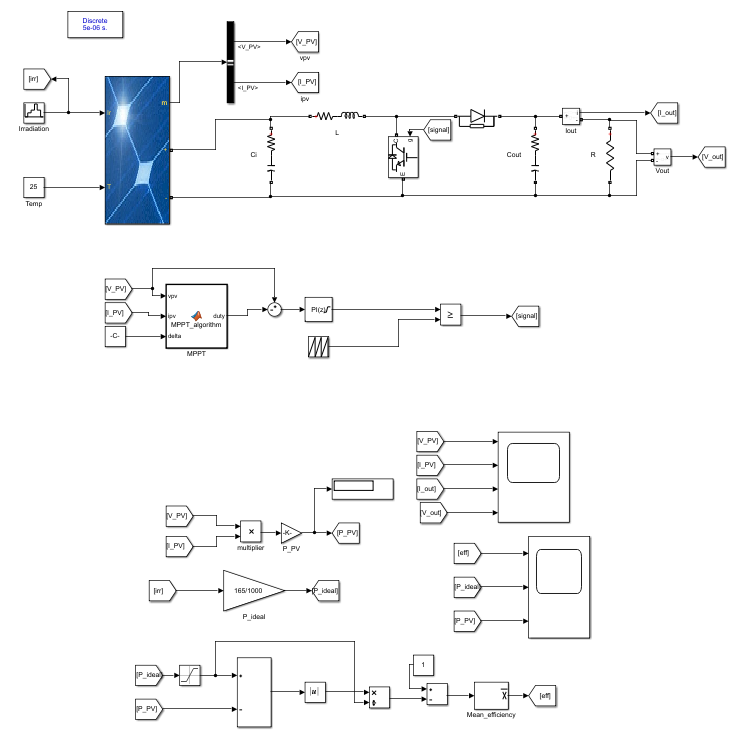 Discrete
5e-06 s.
<V_PV>
[V_PV]
vpv
[irr]
m
<I_PV>
[I_PV]
ipv
Irradiation
Ir
+
L
[signal]
g
C
E
+
i
-
Iout
[I_out]
Ci
Cout
R
+
-
v
Vout
[V_out]
25
T
Temp
-
[V_PV]
vpv
[I_PV]
ipv
MPPT_algorithm
duty
-C-
delta
MPPT
PI(z)
≥
[signal]
[V_PV]
[I_PV]
[I_out]
[V_out]
[V_PV]
×
-K-
[P_PV]
[I_PV]
multiplier
P_PV
[eff]
[irr]
165/1000
[P_ideal]
[P_ideal]
P_ideal
[P_PV]
[P_ideal
+
|u|
×
÷
1
+
-
x
[eff]
[P_PV]
-
Mean_efficiency